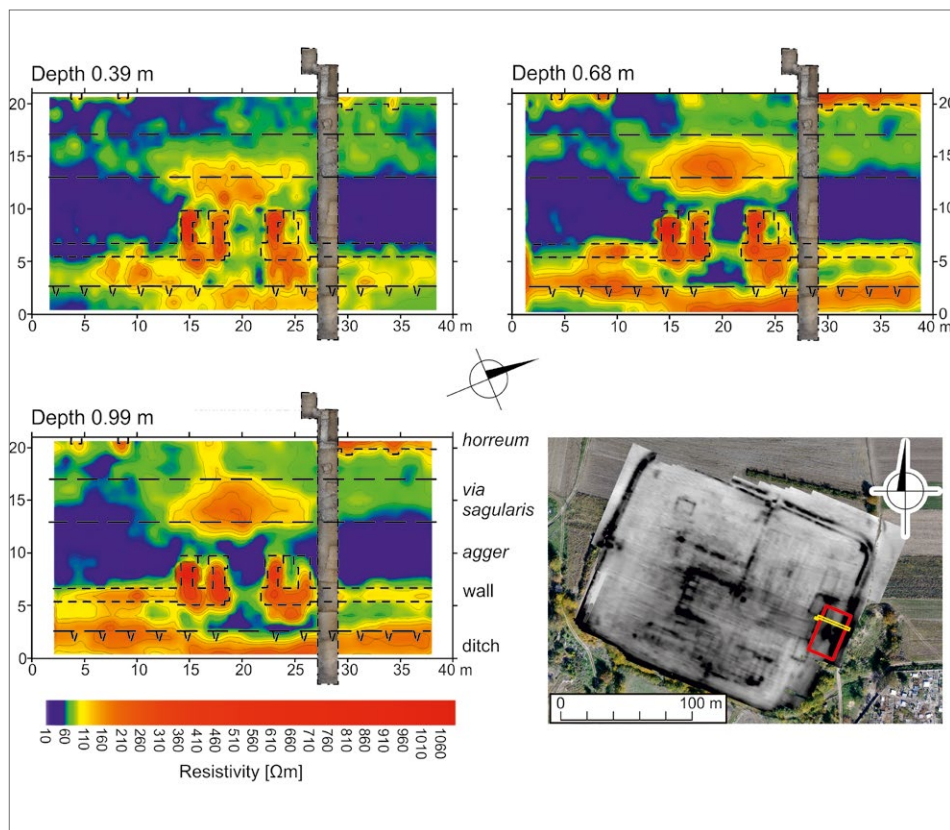 Depth 0.39 m
20
15
10
5
0
0 5 10 15 20 25 30 35 40 m
Depth 0.68 m
20
15
10
5
0
0 5 10 15 20 25 30 35 40 m
Depth 0.99 m
20
15
10
5
0
0 5 10 15 20 25 30 35 40 m
horreum
via
sagularis
agger
wall
ditch
10 60 110 160 210 260 310 360 410 460 510 560 610 660 710 760 810 860 910 960 1010 1060
Resistivity [Ωm]
0 100 m